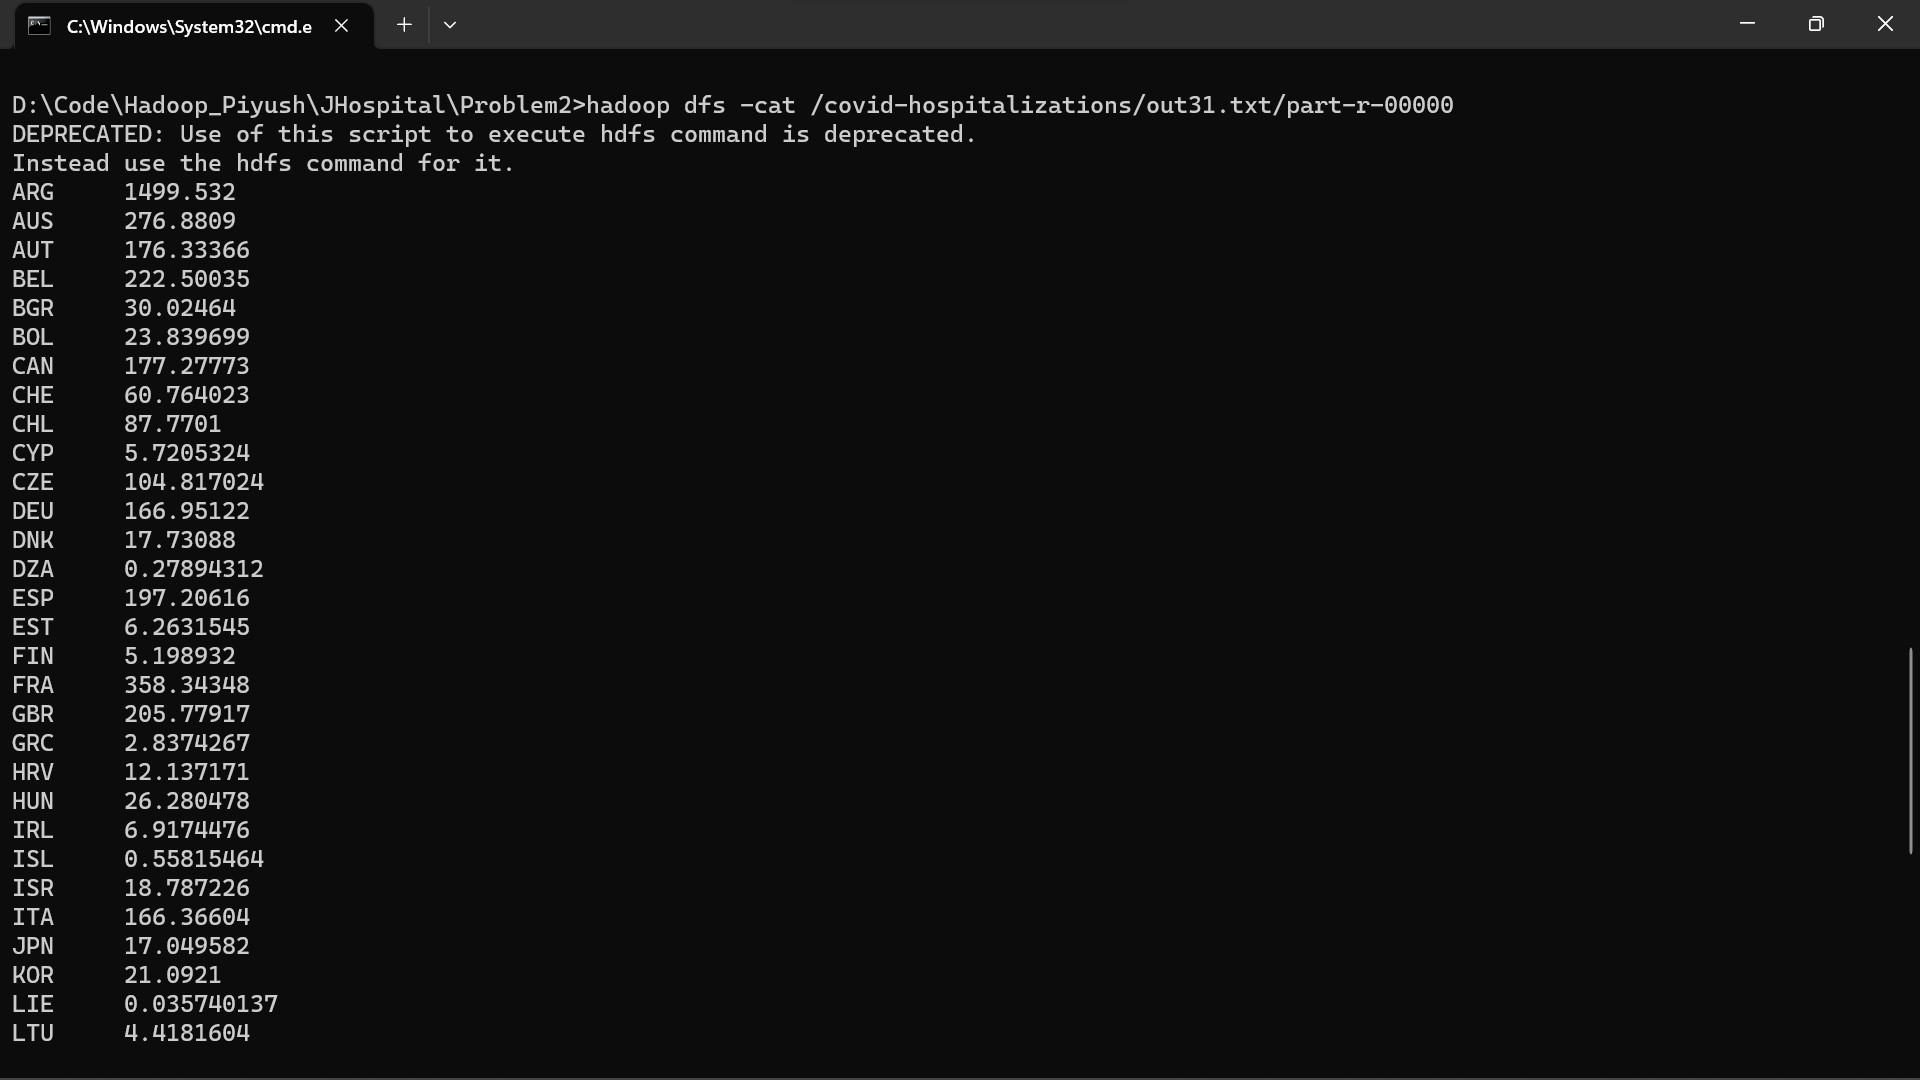 C:\Windows\System32\cmd.e
D:\Code\Hadoop_Piyush\JHospital\Problem2>hadoop dfs -cat /covid-hospitalizations/out31.txt/part-r-00000
DEPRECATED: Use of this script to execute hdfs command is deprecated.
Instead use the hdfs command for it.
ARG     1499.532
AUS     276.8809
AUT     176.33366
BEL     222.50035
BGR     30.02464
BOL     23.839699
CAN     177.27773
CHE     60.764023
CHL     87.7701
CYP     5.7205324
CZE     104.817024
DEU     166.95122
DNK     17.73088
DZA     0.27894312
ESP     197.20616
EST     6.2631545
FIN     5.198932
FRA     358.34348
GBR     205.77917
GRC     2.8374267
HRV     12.137171
HUN     26.280478
IRL     6.9174476
ISL     0.55815464
ISR     18.787226
ITA     166.36604
JPN     17.049582
KOR     21.0921
LIE     0.035740137
LTU     4.4181604